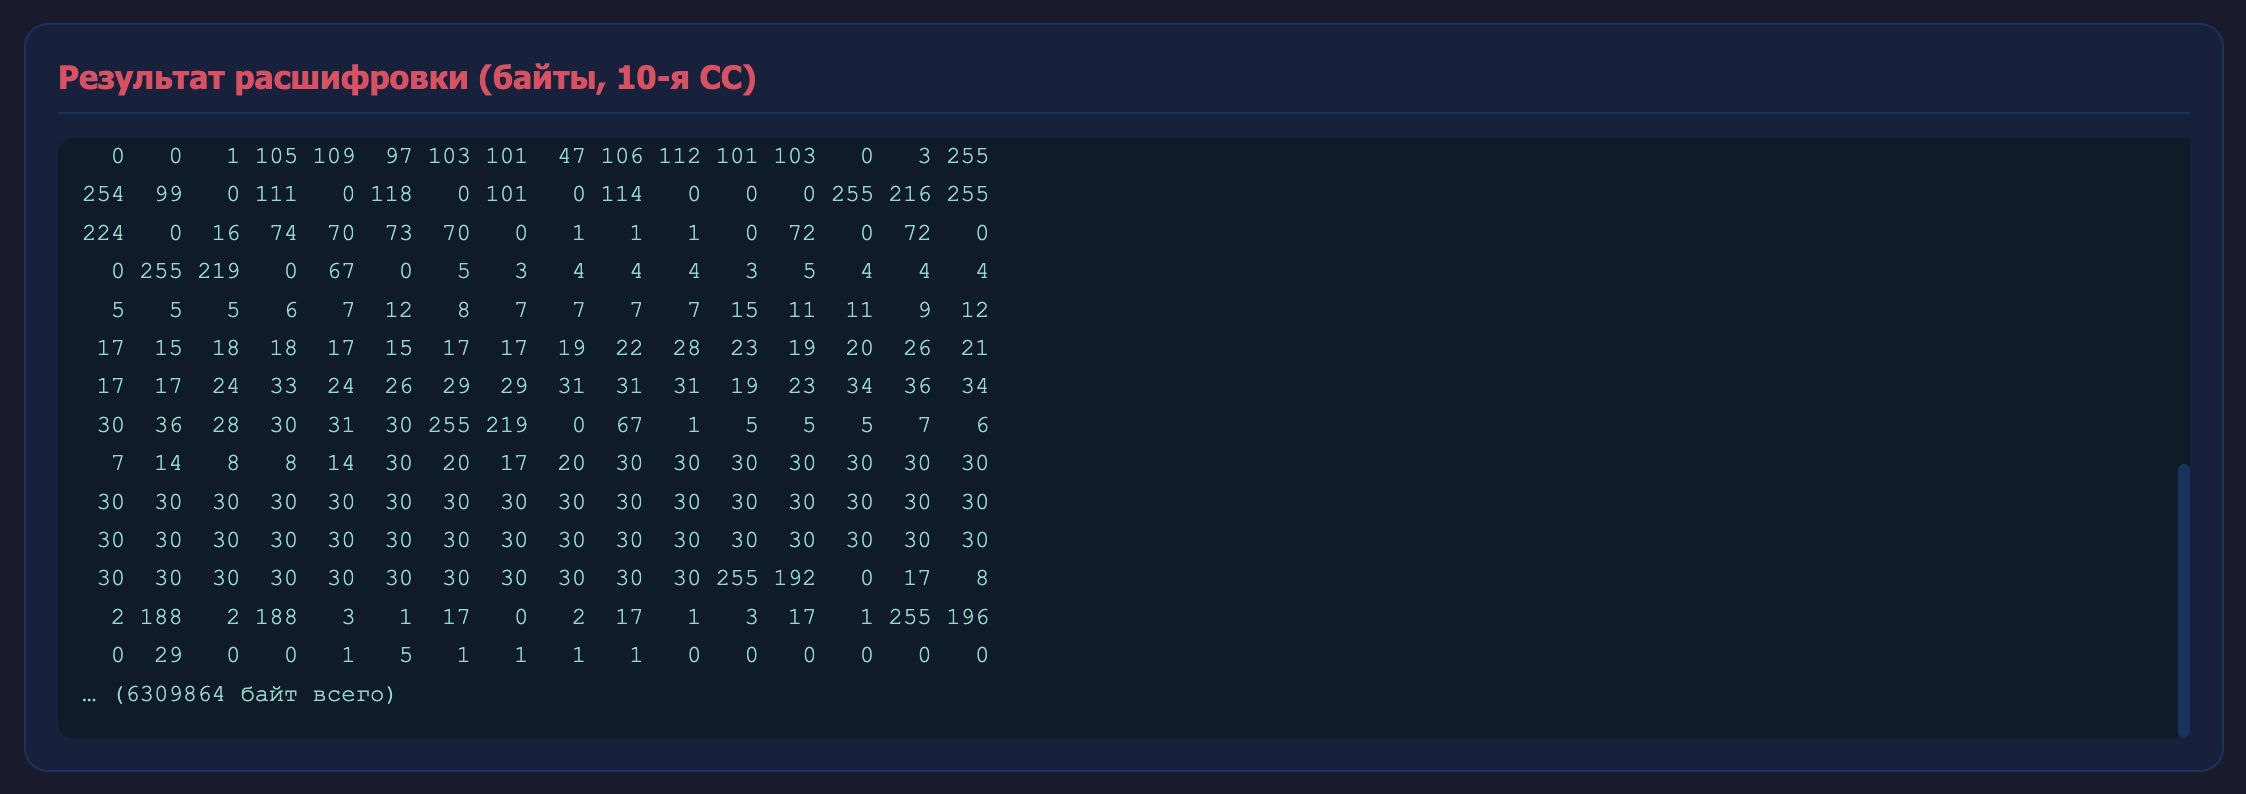 Результат расшифровки (байты, 10-я СС)
0 0 1 105 109 97 103 101 47 106 112 101 103 0 3 255
254 99 0 111 0 118 0 101 0 114 0 0 0 255 216 255
224 0 16 74 70 73 70 0 1 1 1 0 72 0 72 0
0 255 219 0 67 0 5 3 4 4 4 3 5 4 4 4
5 5 5 6 7 12 8 7 7 7 7 15 11 11 9 12
17 15 18 18 17 15 17 17 19 22 28 23 19 20 26 21
17 17 24 33 24 26 29 29 31 31 31 19 23 34 36 34
30 36 28 30 31 30 255 219 0 67 1 5 5 5 7 6
7 14 8 8 14 30 20 17 20 30 30 30 30 30 30 30
30 30 30 30 30 30 30 30 30 30 30 30 30 30 30 30
30 30 30 30 30 30 30 30 30 30 30 30 30 30 30 30
30 30 30 30 30 30 30 30 30 30 30 255 192 0 17 8
2 188 2 188 3 1 17 0 2 17 1 3 17 1 255 196
0 29 0 0 1 5 1 1 1 1 0 0 0 0 0 0
… (6309864 байт всего)